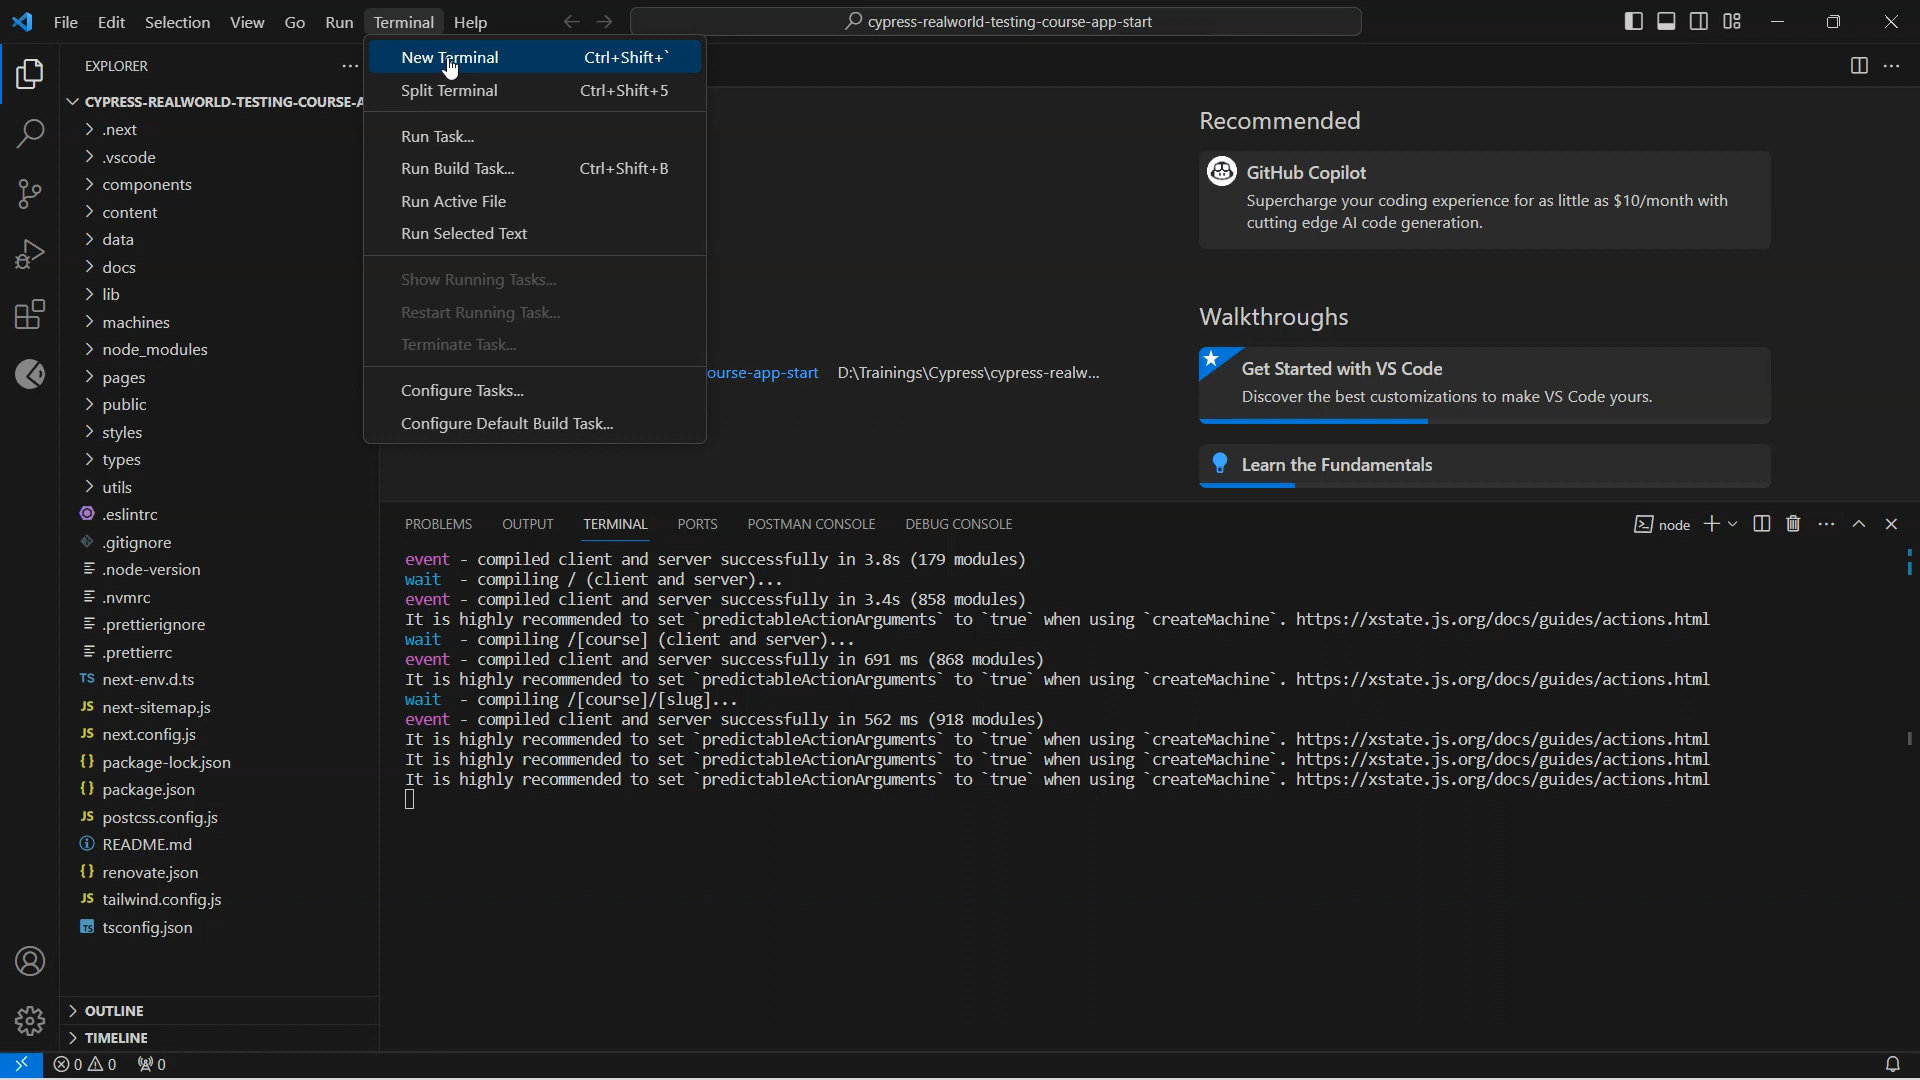 File Edit Selection View Go Run Terminal Help
cypress-realworld-testing-course-app-start
EXPLORER
CYPRESS-REALWORLD-TESTING-COURSE-A
.next
.vscode
components
content
data
docs
lib
machines
node_modules
pages
public
styles
types
utils
.eslintrc
.gitignore
.node-version
.nvmrc
.prettierignore
.prettierrc
TS next-env.d.ts
JS next-sitemap.js
JS next.config.js
{} package-lock.json
{} package.json
JS postcss.config.js
README.md
{} renovate.json
JS tailwind.config.js
TS tsconfig.json
OUTLINE
TIMELINE
New Terminal Ctrl+Shift+`
Split Terminal Ctrl+Shift+5
Run Task...
Run Build Task... Ctrl+Shift+B
Run Active File
Run Selected Text
Show Running Tasks...
Restart Running Task...
Terminate Task...
Configure Tasks...
Configure Default Build Task...
ourse-app-start D:\Trainings\Cypress\cypress-realw...
Recommended
GitHub Copilot
Supercharge your coding experience for as little as $10/month with
cutting edge AI code generation.
Walkthroughs
Get Started with VS Code
Discover the best customizations to make VS Code yours.
Learn the Fundamentals
PROBLEMS OUTPUT TERMINAL PORTS POSTMAN CONSOLE DEBUG CONSOLE
node
event - compiled client and server successfully in 3.8s (179 modules)
wait - compiling / (client and server)...
event - compiled client and server successfully in 3.4s (858 modules)
It is highly recommended to set `predictableActionArguments` to `true` when using `createMachine`. https://xstate.js.org/docs/guides/actions.html
wait - compiling /[course] (client and server)...
event - compiled client and server successfully in 691 ms (868 modules)
It is highly recommended to set `predictableActionArguments` to `true` when using `createMachine`. https://xstate.js.org/docs/guides/actions.html
wait - compiling /[course]/[slug]...
event - compiled client and server successfully in 562 ms (918 modules)
It is highly recommended to set `predictableActionArguments` to `true` when using `createMachine`. https://xstate.js.org/docs/guides/actions.html
It is highly recommended to set `predictableActionArguments` to `true` when using `createMachine`. https://xstate.js.org/docs/guides/actions.html
It is highly recommended to set `predictableActionArguments` to `true` when using `createMachine`. https://xstate.js.org/docs/guides/actions.html
0 0 0